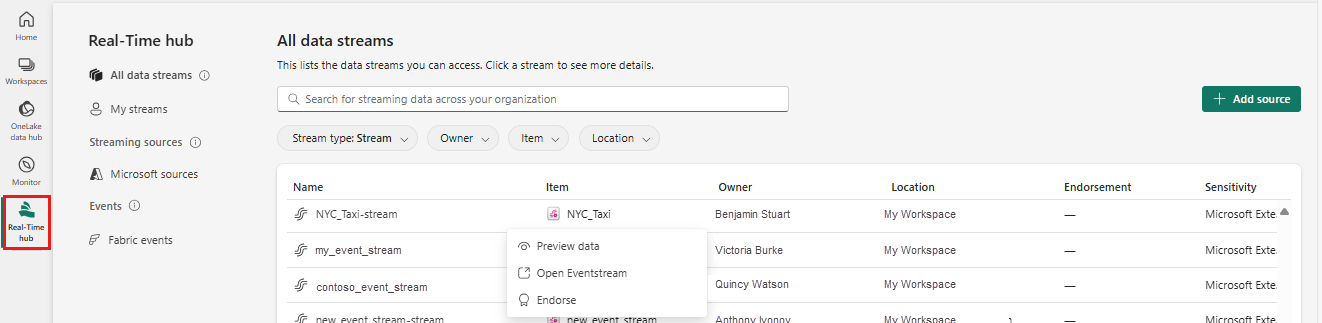 Home
Workspaces
OneLake
data hub
Monitor
Real-Time
hub
Real-Time hub
All data streams
My streams
Streaming sources
Microsoft sources
Events
Fabric events
All data streams
This lists the data streams you can access. Click a stream to see more details.
Search for streaming data across your organization
Add source
Stream type: Stream
Owner
Item
Location
Name Item Owner Location Endorsement Sensitivity
NYC_Taxi-stream NYC_Taxi Benjamin Stuart My Workspace — Microsoft Exte...
my_event_stream Victoria Burke My Workspace — Microsoft Exte...
contoso_event_stream Quincy Watson My Workspace — Microsoft Exte...
new_event_stream-stream new_event_stream Anthony Ivonov My Workspace — Microsoft Exte...
Preview data
Open Eventstream
Endorse